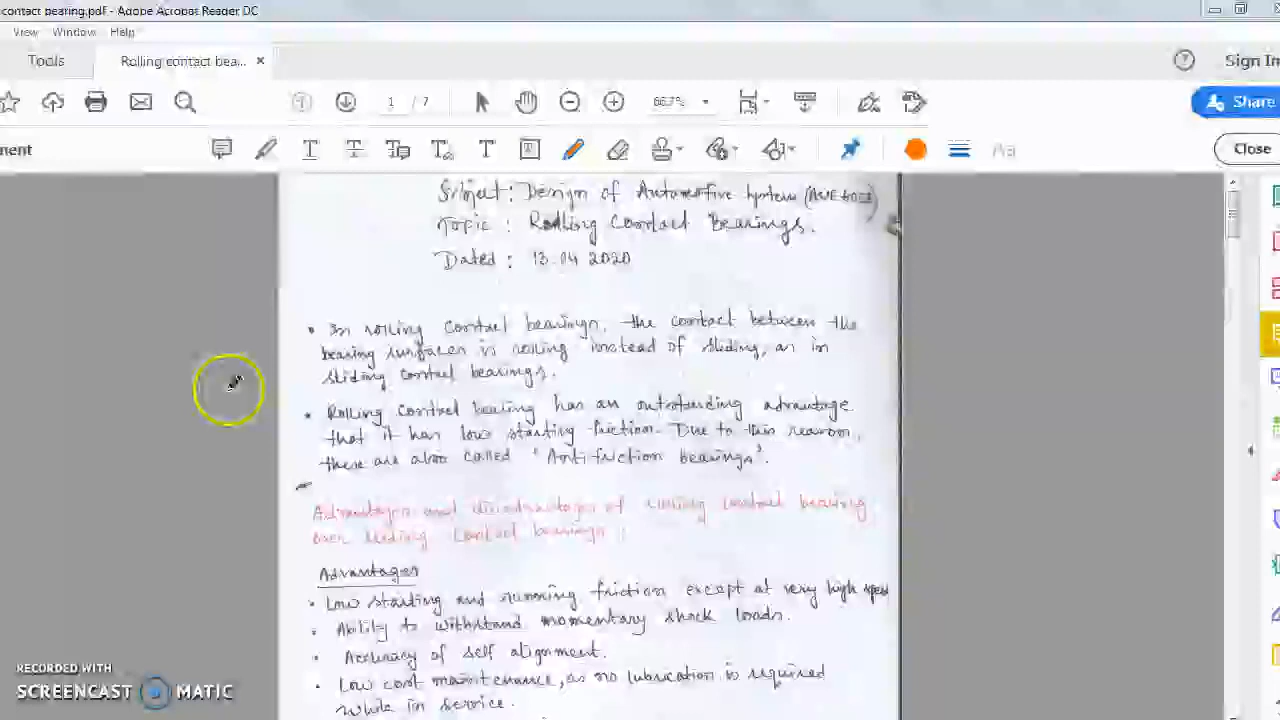 contact bearing.pdf - Adobe Acrobat Reader DC
View Window Help
Tools
Rolling contact bea... ×
Sign In
1 / 7
66.7%
Share
ment
Close
Subject: Design of Automotive Systems
Topic: Rolling Contact Bearings.
Dated: 13.04 2020
• In rolling contact bearings, the contact between the
bearing surfaces is rolling instead of sliding, as in
sliding contact bearings.
• Rolling contact bearing has an outstanding advantage
that it has low starting friction. Due to this reason,
these are also called 'Antifriction bearings'.
Advantages and disadvantages of rolling contact bearing
over sliding contact bearings:
Advantages
• Low starting and running friction except at very high speed
• Ability to withstand momentary shock loads.
• Accuracy of self alignment.
• Low cost maintenance, as no lubrication is required
while in service.
RECORDED WITH
SCREENCAST MATIC